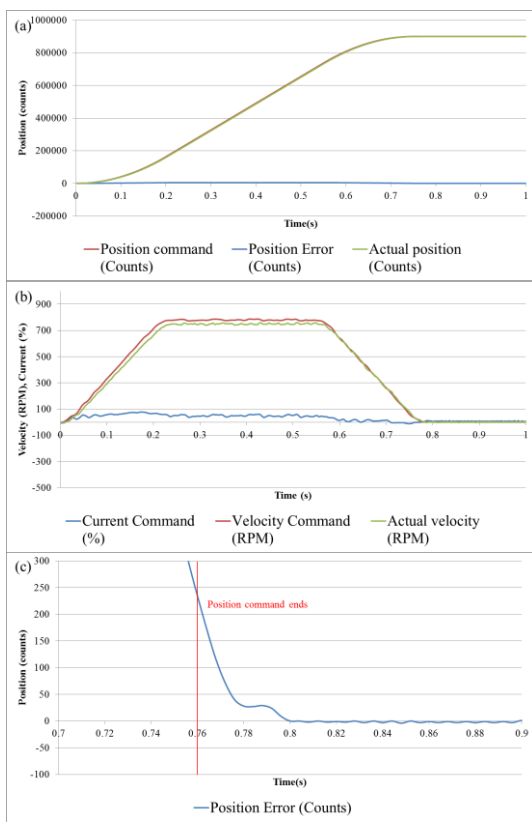 (a)
1000000
800000
600000
400000
200000
0
-200000
Position (counts)
0 0.1 0.2 0.3 0.4 0.5 0.6 0.7 0.8 0.9 1
Time(s)
Position command (Counts)
Position Error (Counts)
Actual position (Counts)
(b)
900
700
500
300
100
-100
-300
-500
Velocity (RPM), Current (%)
0 0.1 0.2 0.3 0.4 0.5 0.6 0.7 0.8 0.9 1
Time (s)
Current Command (%)
Velocity Command (RPM)
Actual velocity (RPM)
(c)
300
250
200
150
100
50
0
-50
-100
Position (counts)
Position command ends
0.7 0.72 0.74 0.76 0.78 0.8 0.82 0.84 0.86 0.88 0.9
Time(s)
Position Error (Counts)